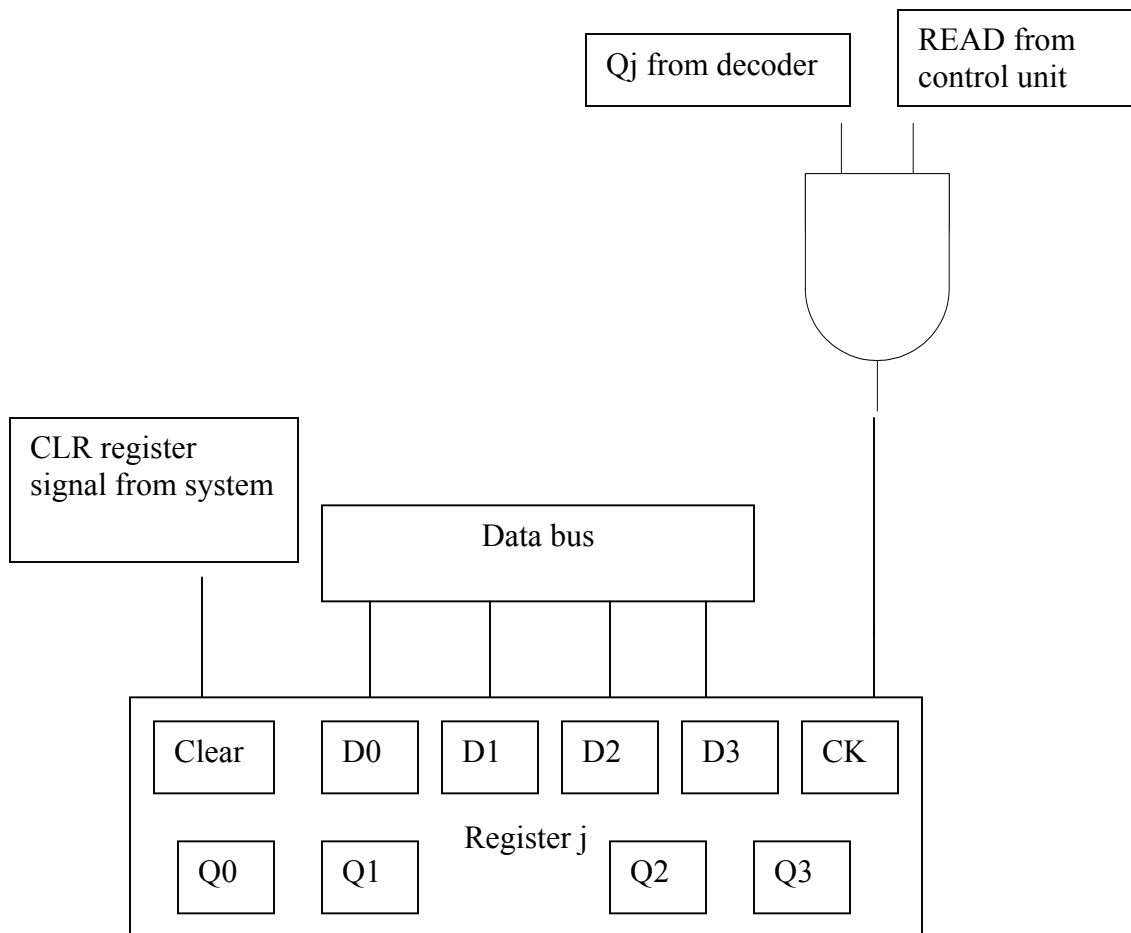 Qj from decoder
READ from
control unit
CLR register
signal from system
Data bus
Clear
D0
D1
D2
D3
CK
Register j
Q0
Q1
Q2
Q3